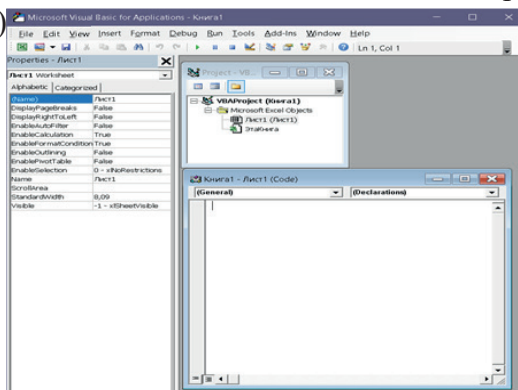 )
Microsoft Visual Basic for Applications - Книга1
File Edit View Insert Format Debug Run Tools Add-Ins Window Help
Ln 1, Col 1
Properties - Лист1
Лист1 Worksheet
Alphabetic Categorized
(Name) Лист1
DisplayPageBreaks False
DisplayRightToLeft False
EnableAutoFilter False
EnableCalculation True
EnableFormatCondition True
EnableOutlining False
EnablePivotTable False
EnableSelection 0 - xlNoRestrictions
Name Лист1
ScrollArea
StandardWidth 8,09
Visible -1 - xlSheetVisible
Project - VB
VBAProject (Книга1)
Microsoft Excel Objects
Лист1 (Лист1)
ЭтаКнига
Книга1 - Лист1 (Code)
(General) (Declarations)